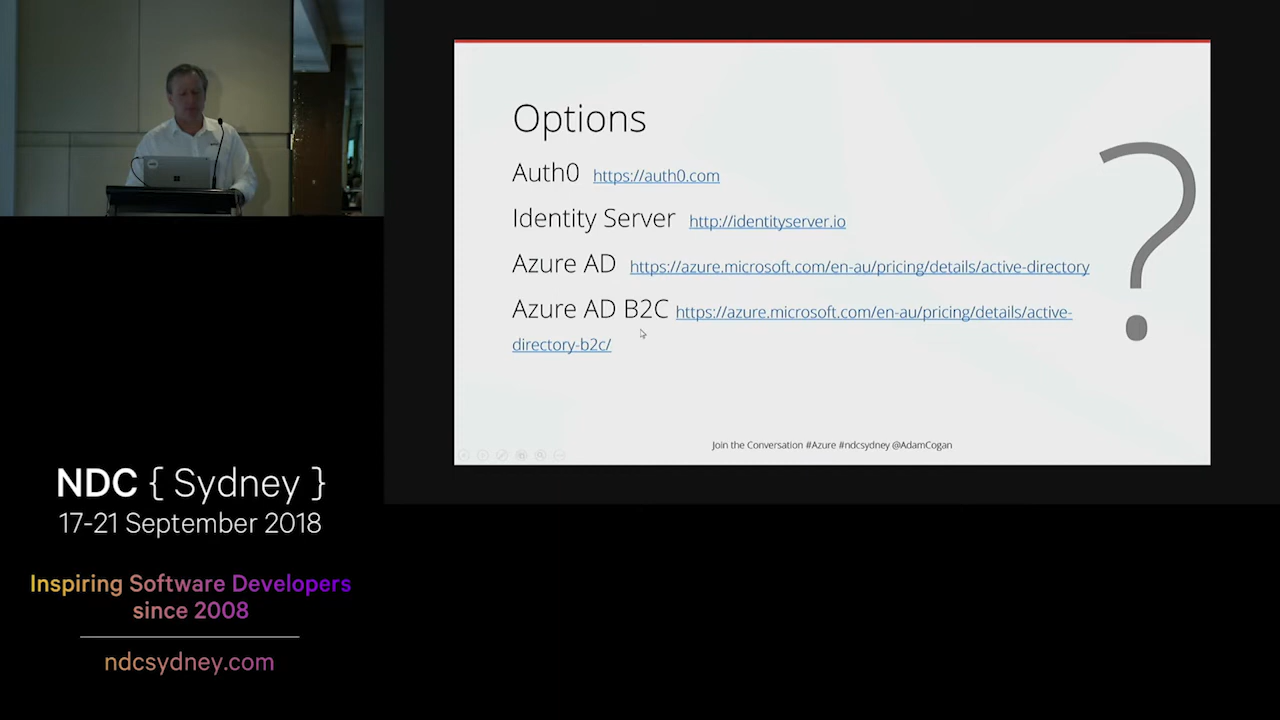 Options
Auth0 https://auth0.com
Identity Server http://identityserver.io
Azure AD https://azure.microsoft.com/en-au/pricing/details/active-directory
Azure AD B2C https://azure.microsoft.com/en-au/pricing/details/active-
directory-b2c/
?
Join the Conversation #Azure #ndcsydney @AdamCogan
NDC { Sydney }
17-21 September 2018
Inspiring Software Developers
since 2008
ndcsydney.com